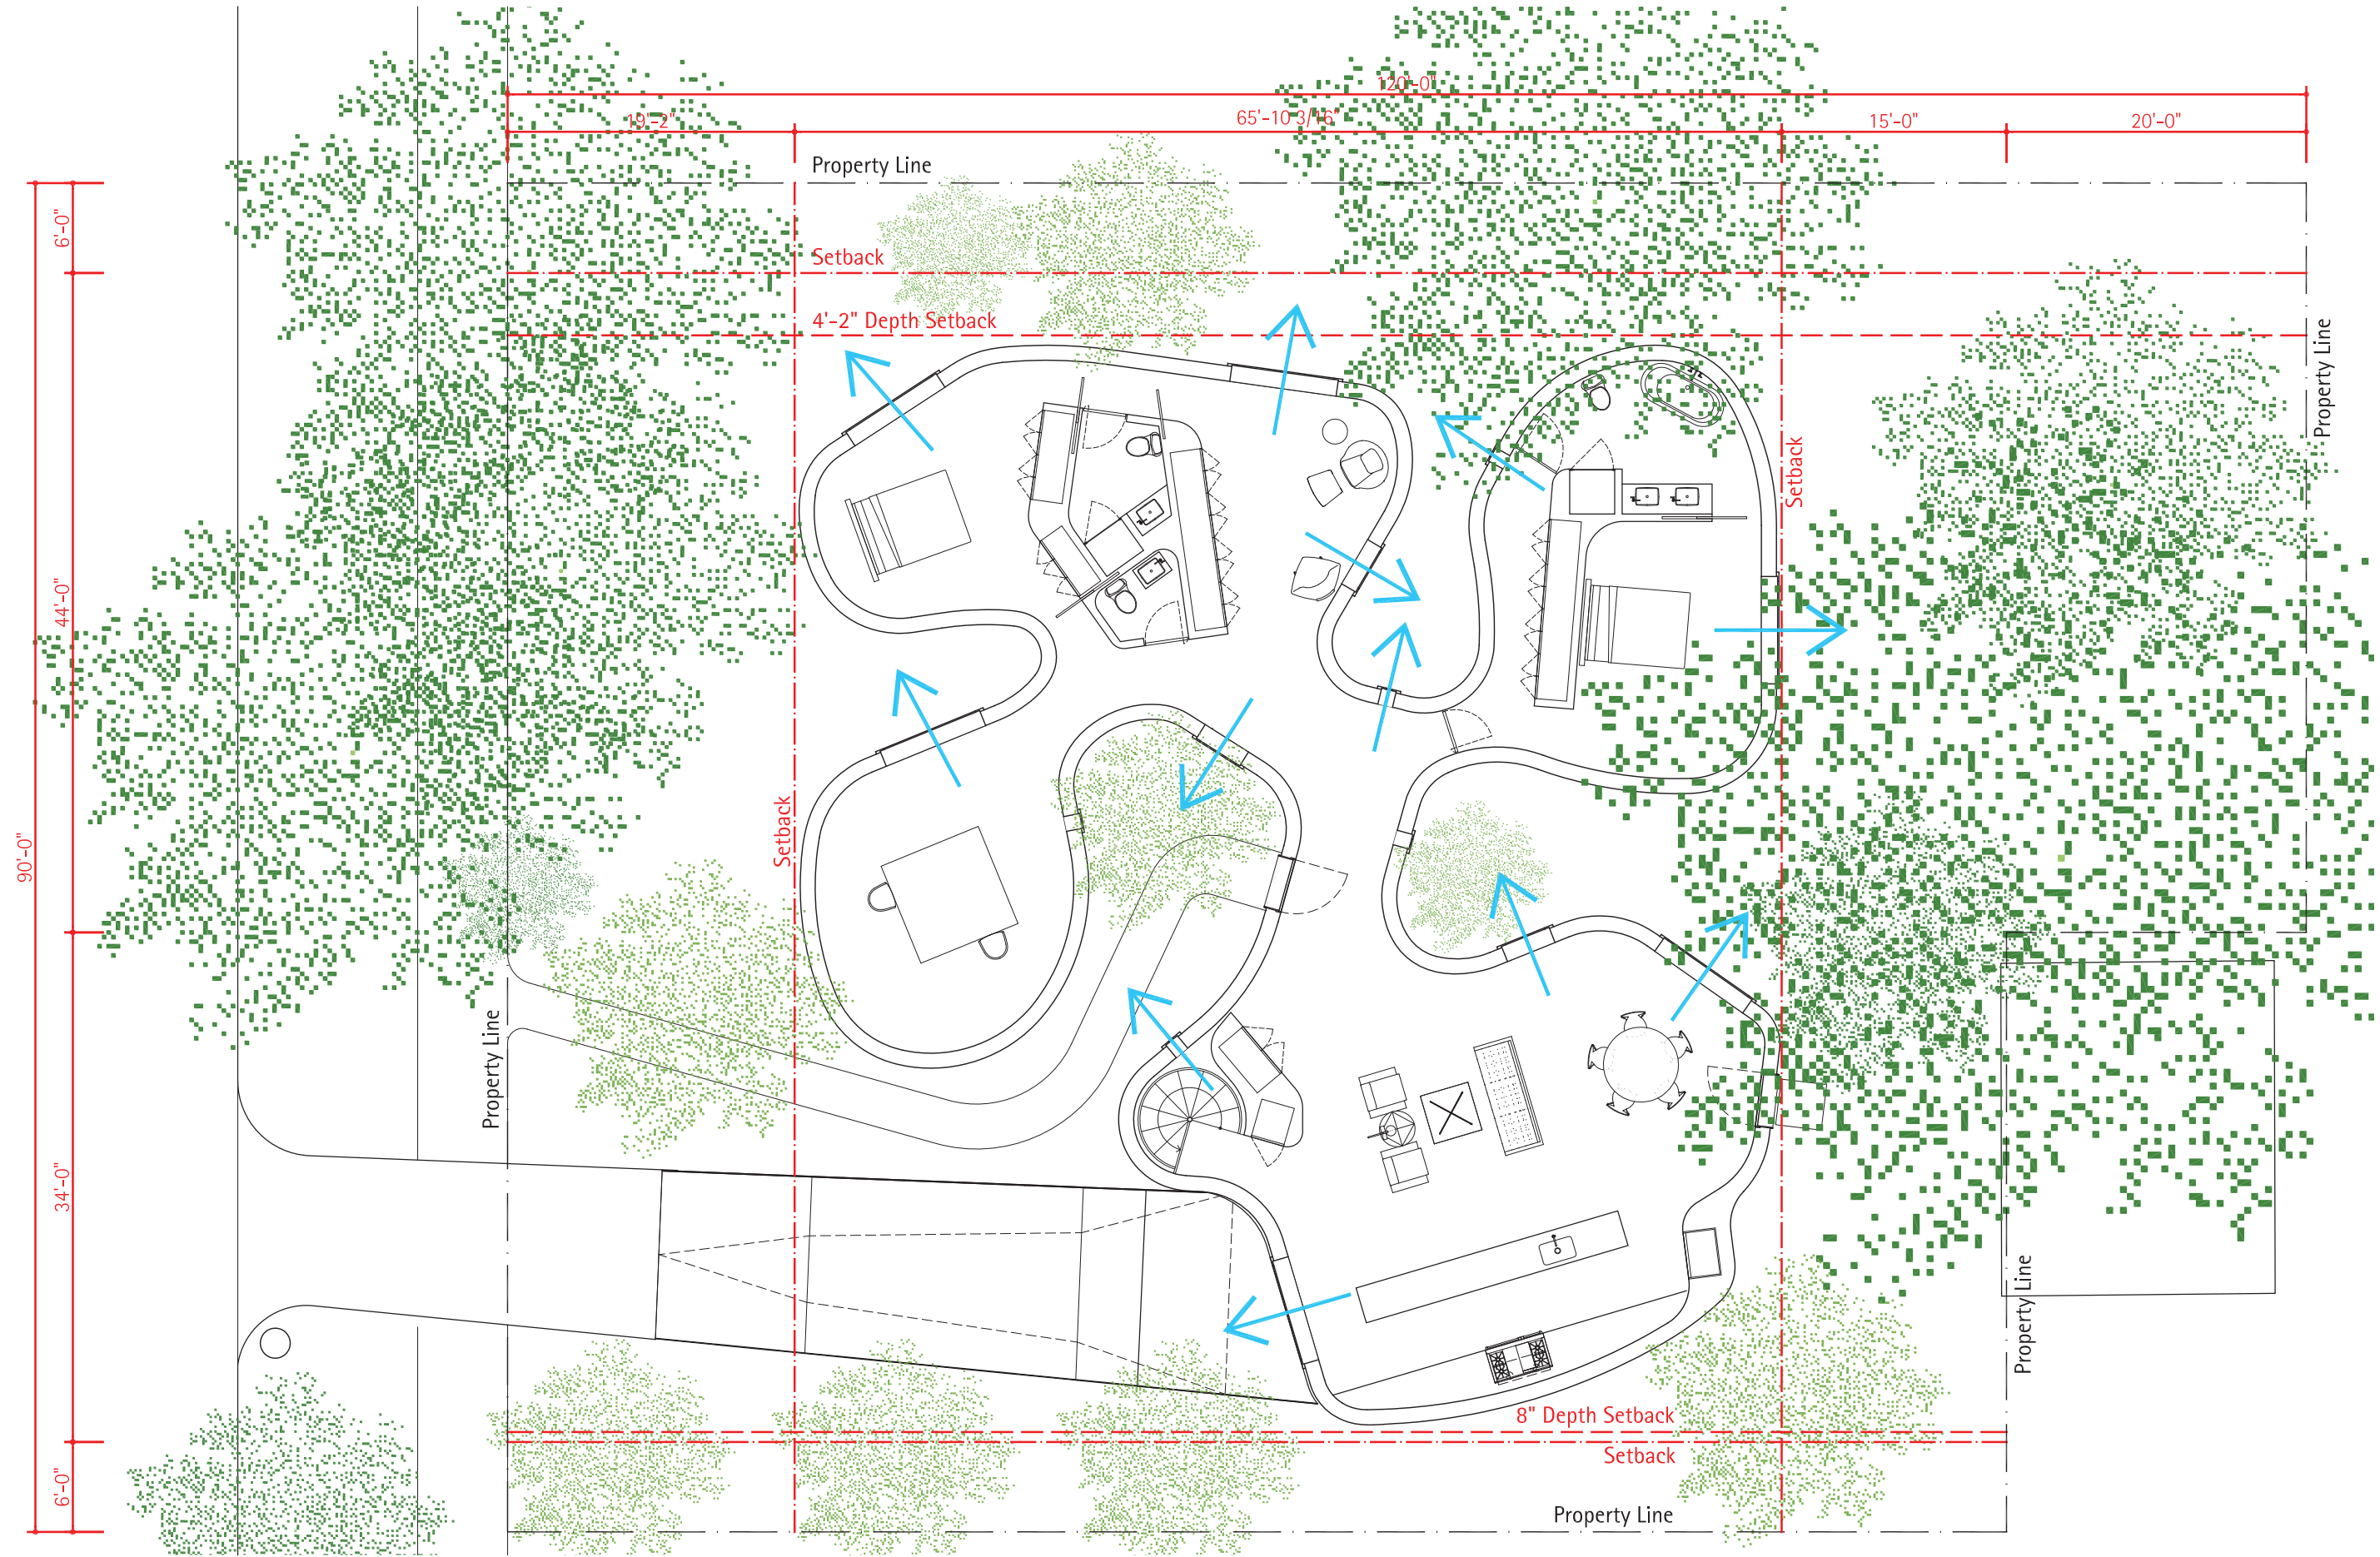 120'-0"
19'-2"
65'-10 3/16"
15'-0"
20'-0"
Property Line
6'-0"
Setback
4'-2" Depth Setback
Property Line
Setback
44'-0"
90'-0"
Setback
Property Line
34'-0"
Property Line
8" Depth Setback
Setback
6'-0"
Property Line